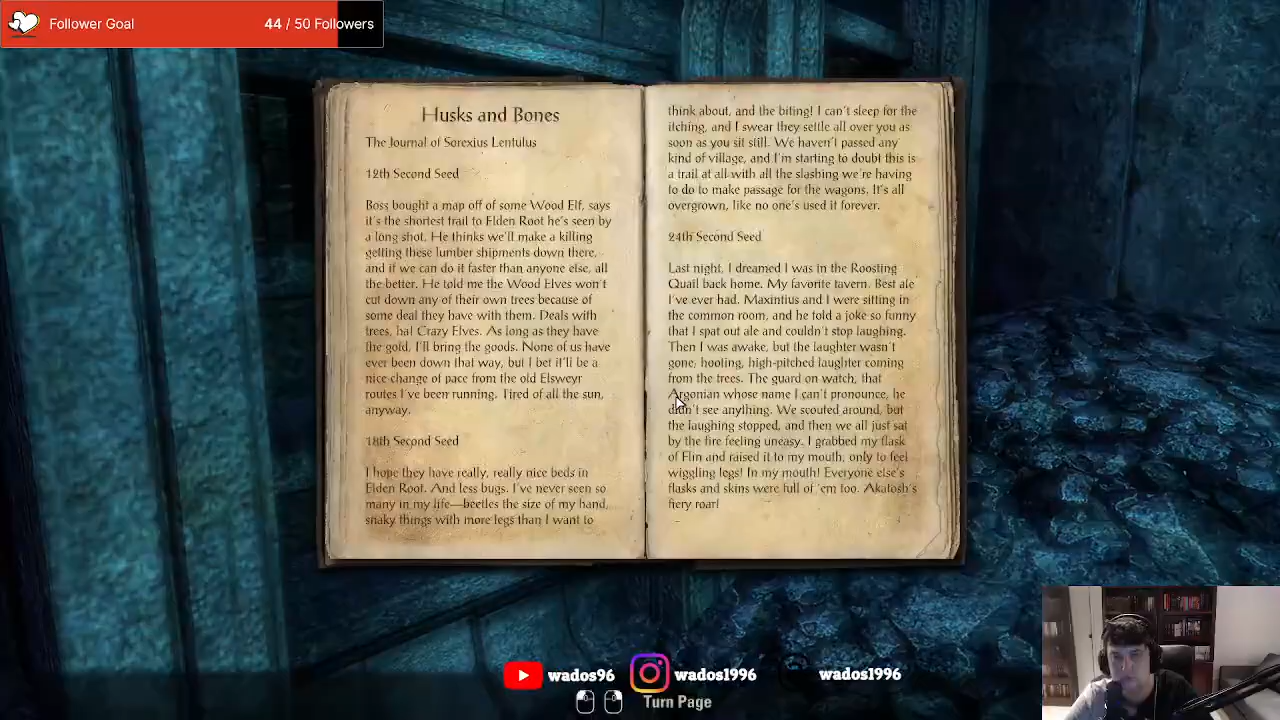 Follower Goal
44 / 50 Followers
Husks and Bones
The Journal of Sorexius Lentulus
12th Second Seed
Boss bought a map off of some Wood Elf, says
it's the shortest trail to Elden Root he's seen by
a long shot. He thinks we'll make a killing
getting these lumber shipments down there,
and if we can do it faster than anyone else, all
the better. He told me the Wood Elves won't
cut down any of their own trees because of
some deal they have with them. Deals with
trees, ha! Crazy Elves. As long as they have
the gold, I'll bring the goods. None of us have
ever been down that way, but I bet it'll be a
nice change of pace from the old Elsweyr
routes I've been running. Tired of all the sun,
anyway.
18th Second Seed
I hope they have really, really nice beds in
Elden Root. And less bugs. I've never seen so
many in my life—beetles the size of my hand,
snaky things with more legs than I want to
think about, and the biting! I can't sleep for the
itching, and I swear they settle all over you as
soon as you sit still. We haven't passed any
kind of village, and I'm starting to doubt this is
a trail at all with all the slashing we're having
to do to make passage for the wagons. It's all
overgrown, like no one's used it forever.
24th Second Seed
Last night, I dreamed I was in the Roosting
Quail back home. My favorite tavern. Best ale
I've ever had. Maxintius and I were sitting in
the common room, and he told a joke so funny
that I spat out ale and couldn't stop laughing.
Then I was awake, but the laughter wasn't
gone, hooting, high-pitched laughter coming
from the trees. The guard on watch, that
Argonian whose name I can't pronounce, he
didn't see anything. We scouted around, but
the laughing stopped, and then we all just sat
by the fire feeling uneasy. I grabbed my flask
of Flin and raised it to my mouth, only to feel
wiggling legs! In my mouth! Everyone else's
flasks and skins were full of 'em too. Akatosh's
fiery roar!
wados96 wados1996 wados1996
Turn Page